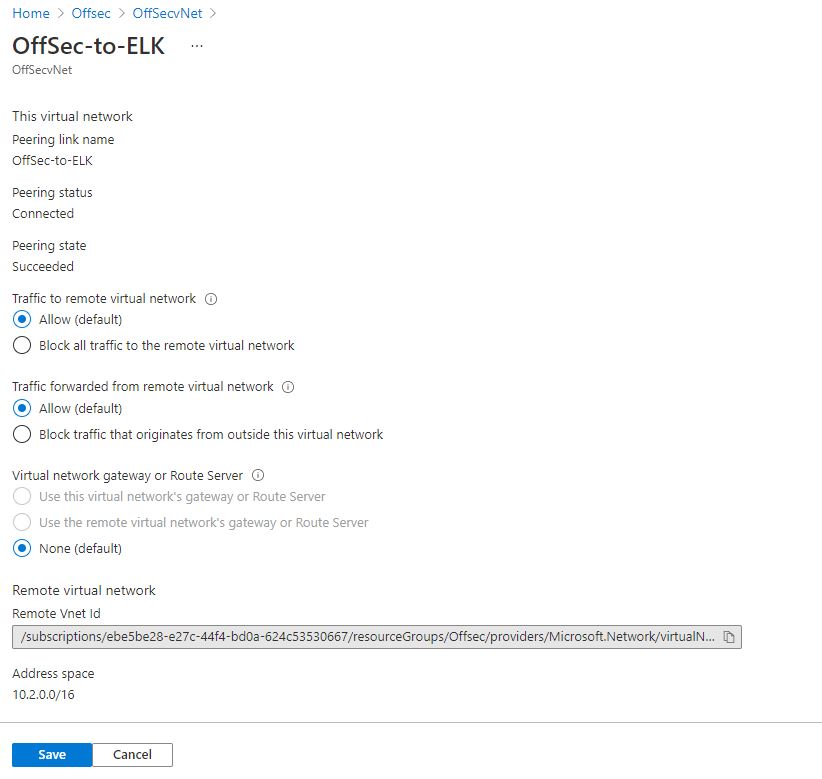 Home > Offsec > OffSecvNet >
OffSec-to-ELK ...
OffSecvNet
This virtual network
Peering link name
OffSec-to-ELK
Peering status
Connected
Peering state
Succeeded
Traffic to remote virtual network
Allow (default)
Block all traffic to the remote virtual network
Traffic forwarded from remote virtual network
Allow (default)
Block traffic that originates from outside this virtual network
Virtual network gateway or Route Server
Use this virtual network's gateway or Route Server
Use the remote virtual network's gateway or Route Server
None (default)
Remote virtual network
Remote Vnet Id
/subscriptions/ebe5be28-e27c-44f4-bd0a-624c53530667/resourceGroups/Offsec/providers/Microsoft.Network/virtualN...
Address space
10.2.0.0/16
Save Cancel